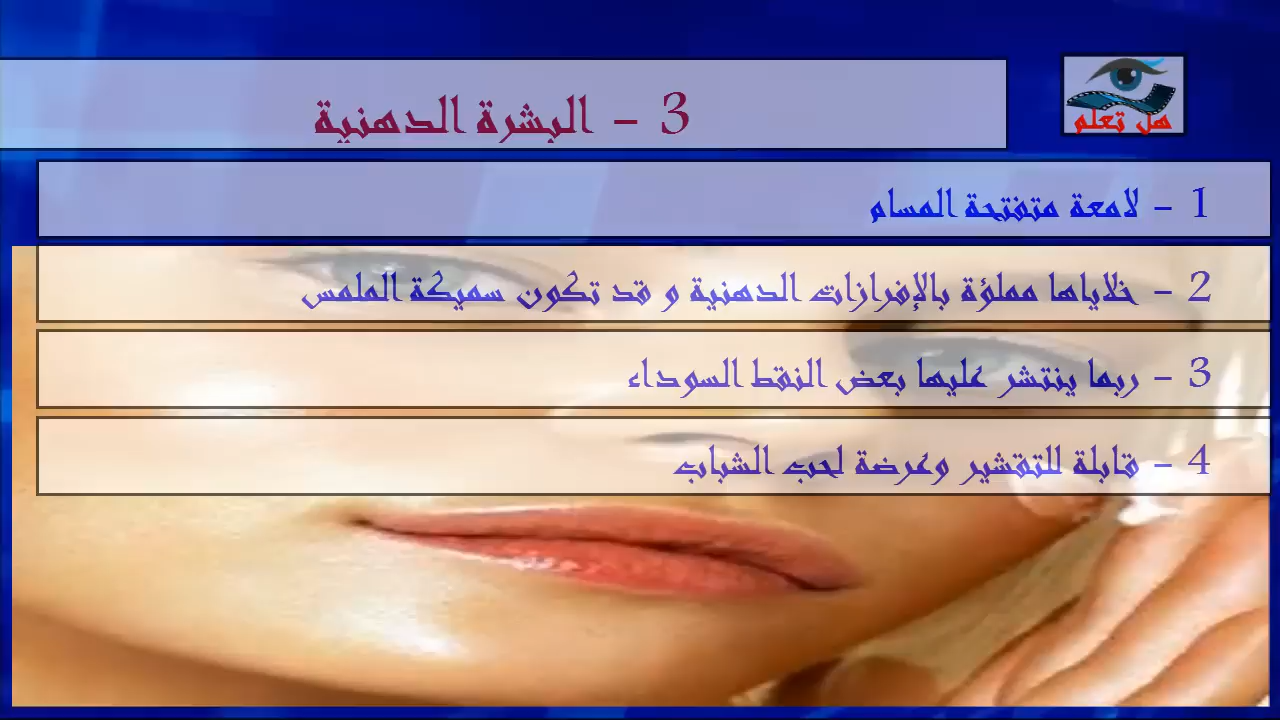 هل تعلم
3 - البشرة الدهنية
1 - لامعة متفتحة المسام
2 - خلاياها مملؤة بالإفرازات الدهنية و قد تكون سميكة الملمس
3 - ربما ينتشر عليها بعض النقط السوداء
4 - قابلة للتقشير وعرضة لحب الشباب